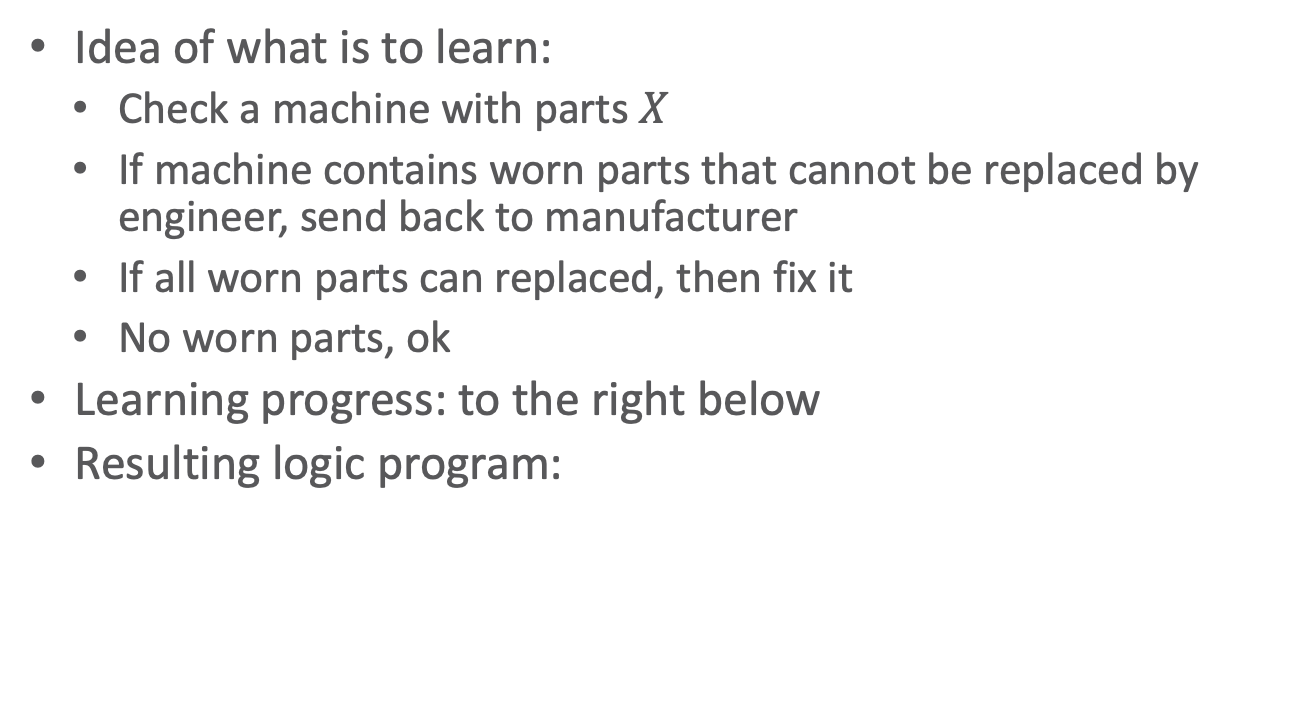 • Idea of what is to learn:
• Check a machine with parts X
• If machine contains worn parts that cannot be replaced by
engineer, send back to manufacturer
• If all worn parts can replaced, then fix it
• No worn parts, ok
• Learning progress: to the right below
• Resulting logic program: